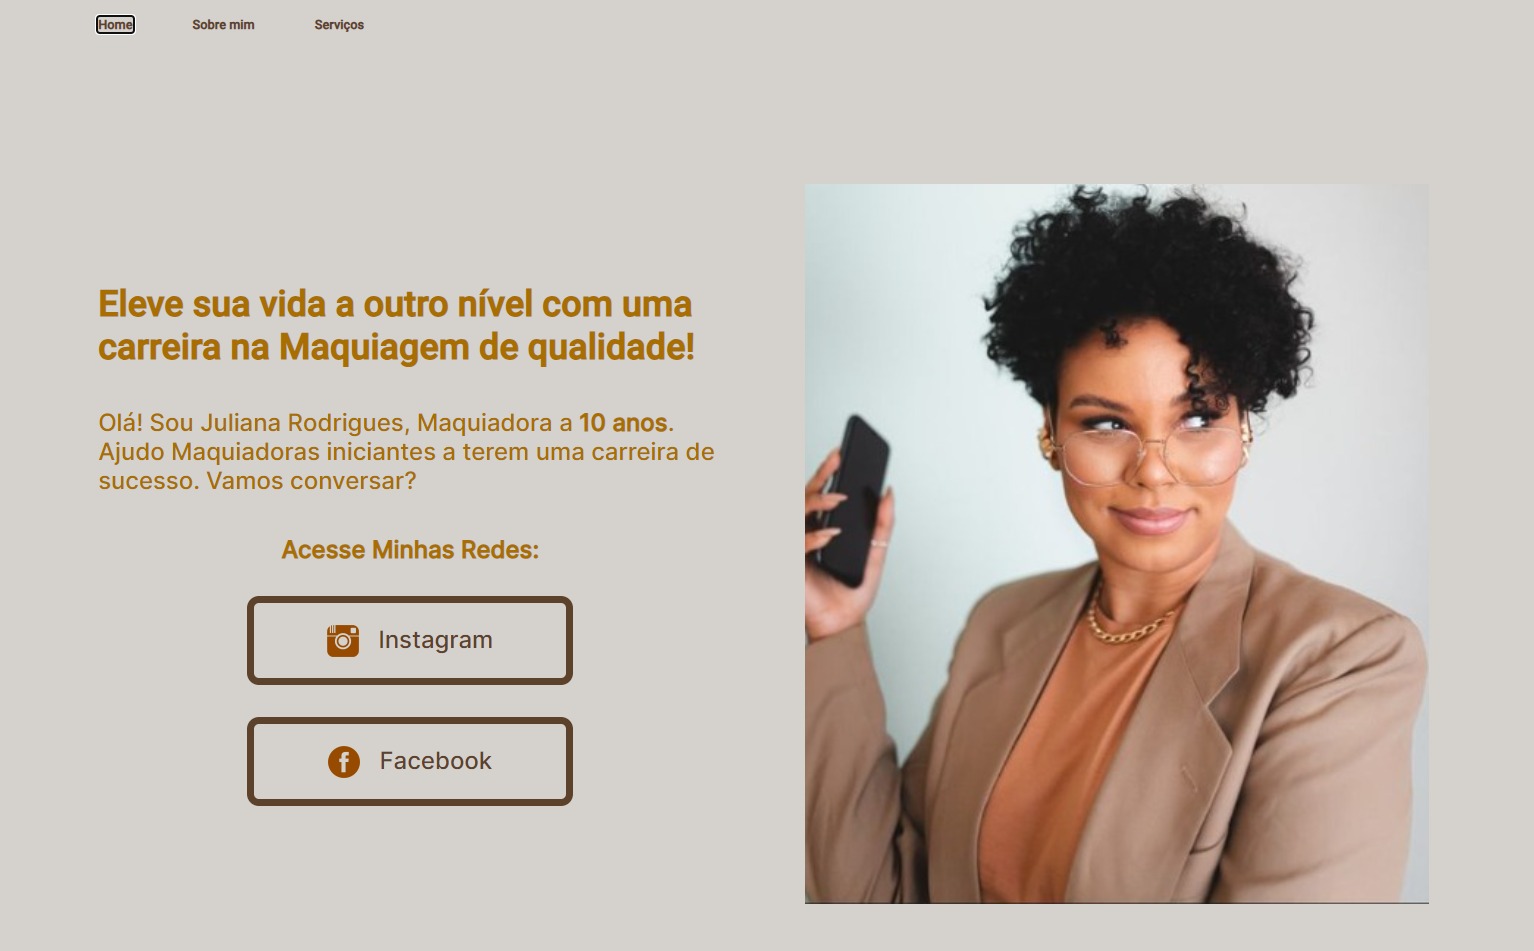 Home Sobre mim Serviços
Eleve sua vida a outro nível com uma
carreira na Maquiagem de qualidade!
Olá! Sou Juliana Rodrigues, Maquiadora a 10 anos.
Ajudo Maquiadoras iniciantes a terem uma carreira de
sucesso. Vamos conversar?
Acesse Minhas Redes:
Instagram
Facebook